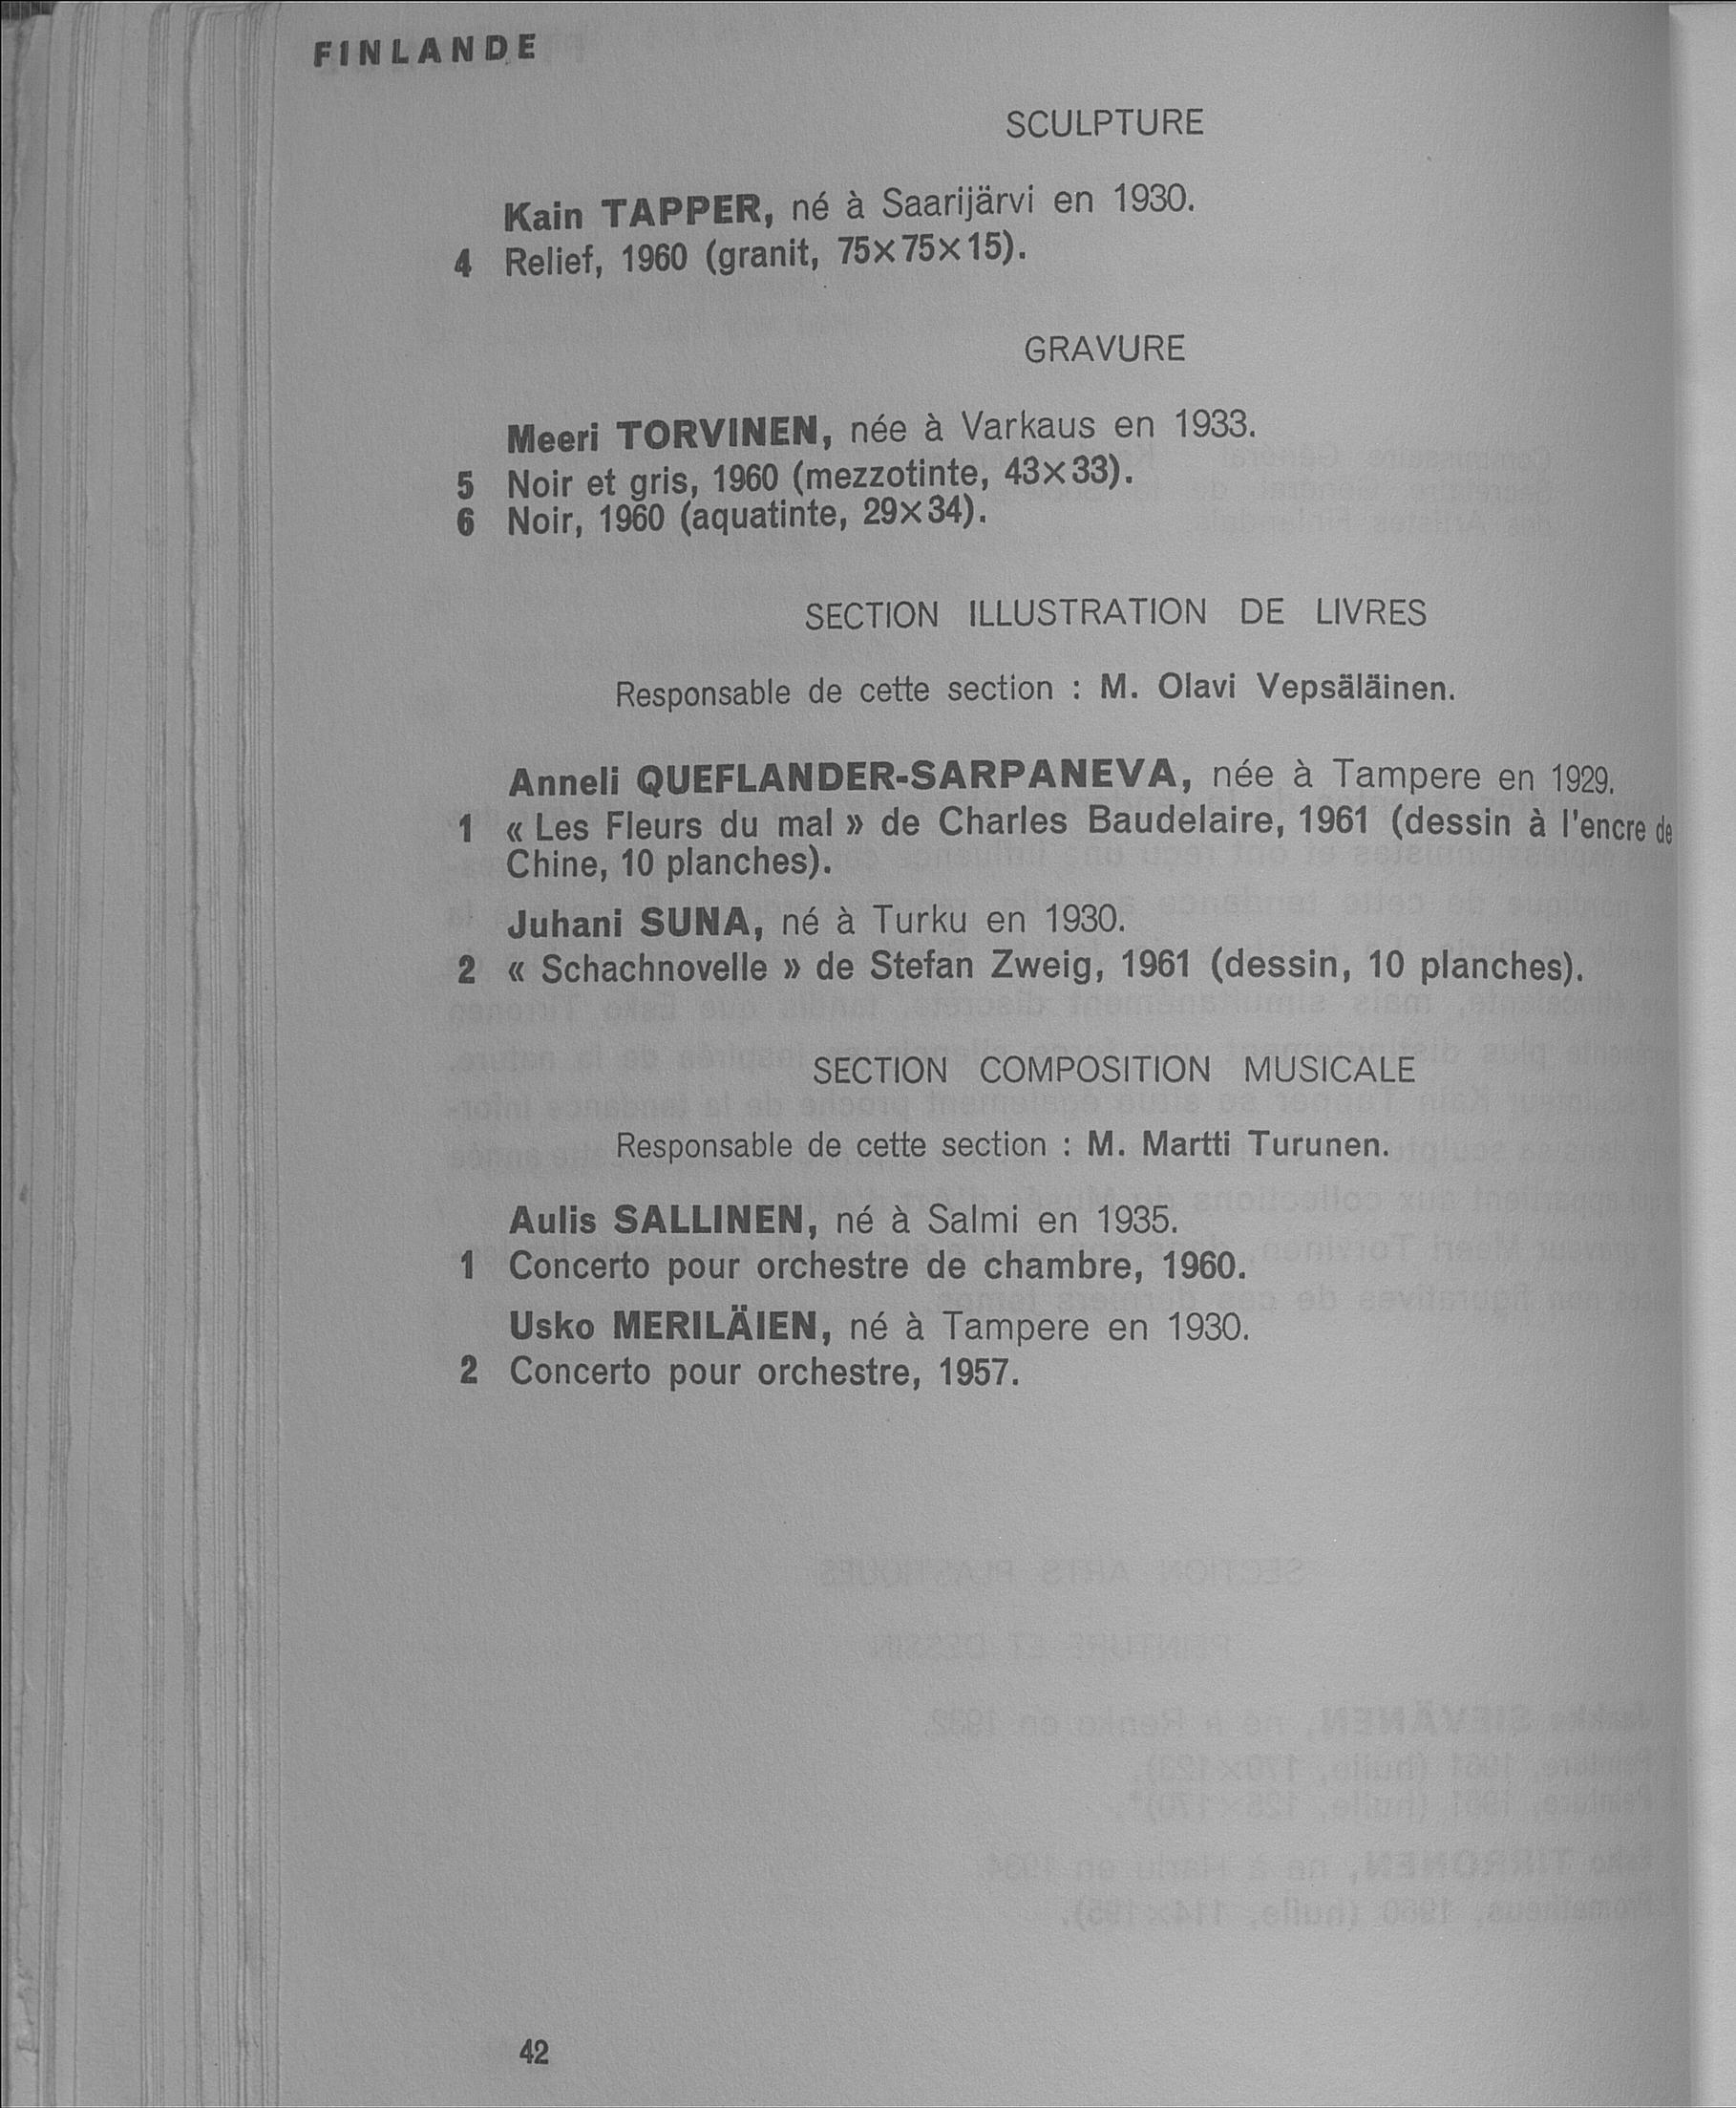 FINLANDE
SCULPTURE
Kain TAPPER, né à Saarijärvi en 1930.
4 Relief, 1960 (granit, 75×75×15).
GRAVURE
Meeri TORVINEN, née à Varkaus en 1933.
5 Noir et gris, 1960 (mezzotinte, 43×33).
6 Noir, 1960 (aquatinte, 29×34).
SECTION ILLUSTRATION DE LIVRES
Responsable de cette section : M. Olavi Vepsäläinen.
Anneli QUEFLANDER-SARPANEVA, née à Tampere en 1929.
1 « Les Fleurs du mal » de Charles Baudelaire, 1961 (dessin à l'encre de
Chine, 10 planches).
Juhani SUNA, né à Turku en 1930.
2 « Schachnovelle » de Stefan Zweig, 1961 (dessin, 10 planches).
SECTION COMPOSITION MUSICALE
Responsable de cette section : M. Martti Turunen.
Aulis SALLINEN, né à Salmi en 1935.
1 Concerto pour orchestre de chambre, 1960.
Usko MERILÄIEN, né à Tampere en 1930.
2 Concerto pour orchestre, 1957.
42